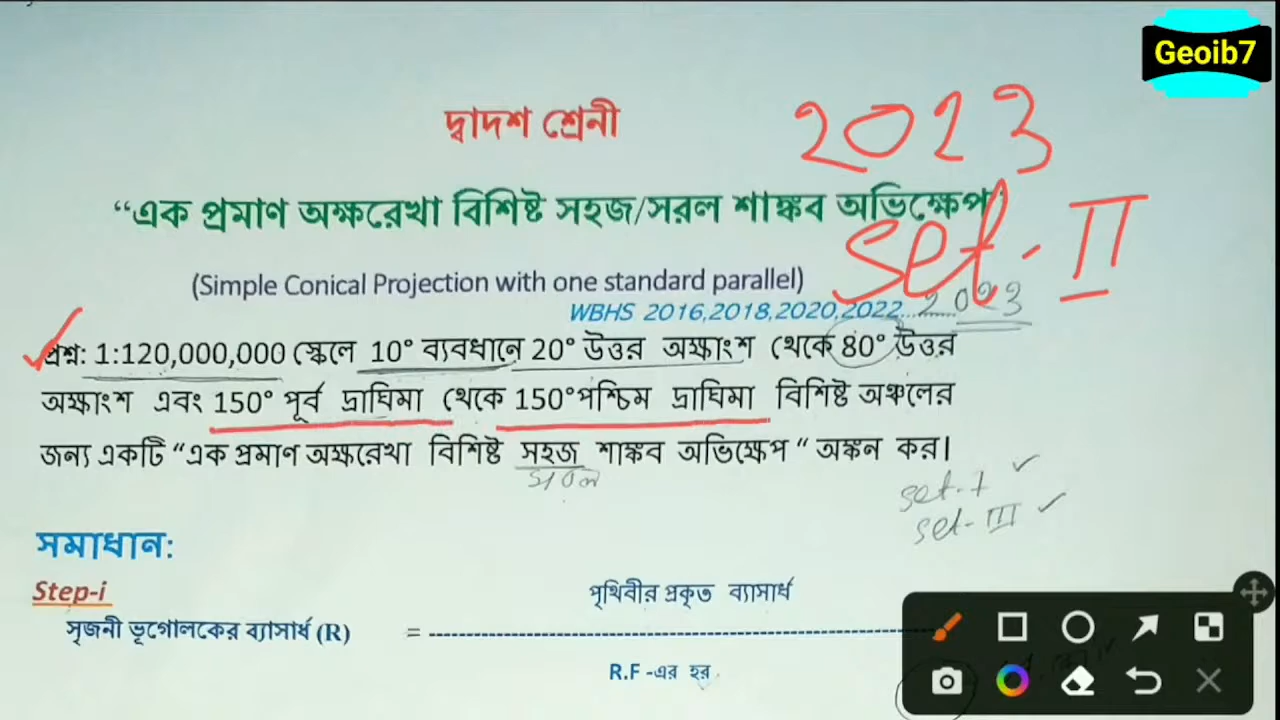 Geoib7
দ্বাদশ শ্রেনী
2023
"এক প্রমাণ অক্ষরেখা বিশিষ্ট সহজ/সরল শাঙ্কব অভিক্ষেপ"
set-II
(Simple Conical Projection with one standard parallel)
WBHS 2016,2018,2020,2022..........2023
প্রশ্ন: 1:120,000,000 স্কেলে 10° ব্যবধানে 20° উত্তর অক্ষাংশ থেকে 80° উত্তর
অক্ষাংশ এবং 150° পূর্ব দ্রাঘিমা থেকে 150°পশ্চিম দ্রাঘিমা বিশিষ্ট অঞ্চলের
জন্য একটি "এক প্রমাণ অক্ষরেখা বিশিষ্ট সহজ শাঙ্কব অভিক্ষেপ " অঙ্কন কর।
সরল
set-I
set-III
সমাধান:
Step-i
পৃথিবীর প্রকৃত ব্যাসার্ধ
সৃজনী ভূগোলকের ব্যাসার্ধ (R) = --------------------------------------------
R.F -এর হর